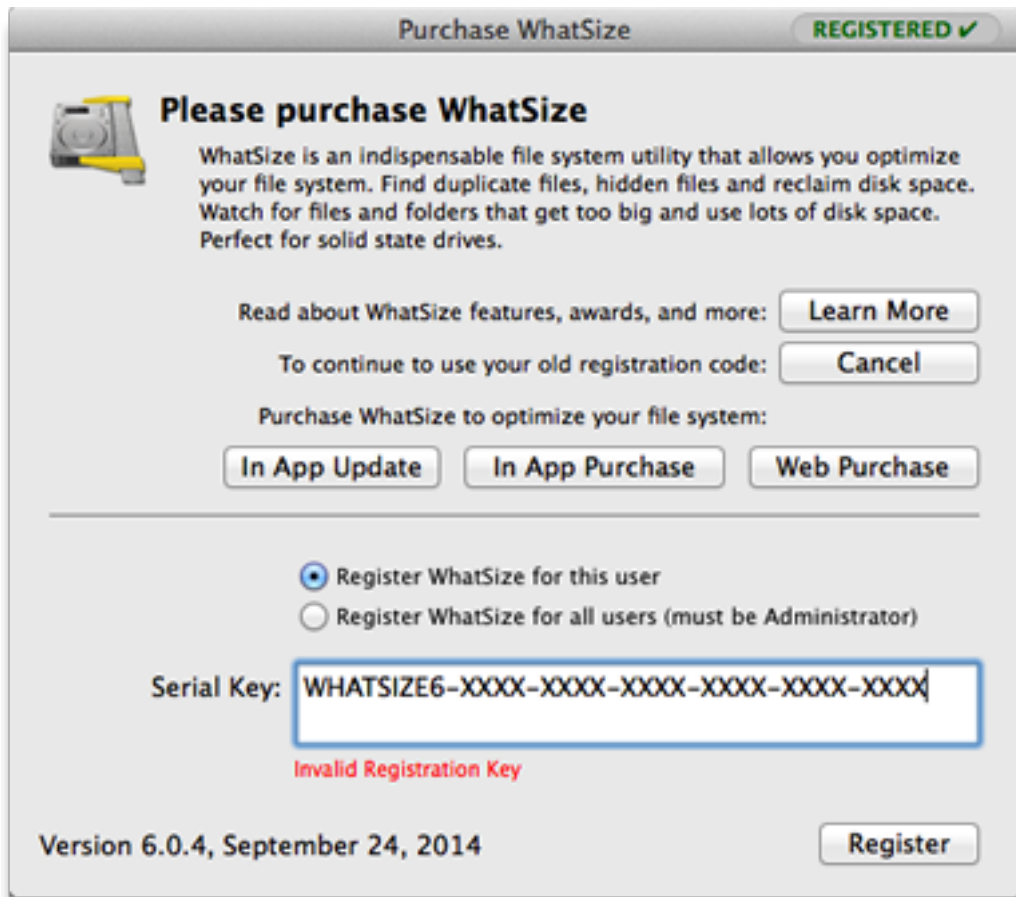 Purchase WhatSize
REGISTERED ✔
Please purchase WhatSize
WhatSize is an indispensable file system utility that allows you optimize
your file system. Find duplicate files, hidden files and reclaim disk space.
Watch for files and folders that get too big and use lots of disk space.
Perfect for solid state drives.
Read about WhatSize features, awards, and more: Learn More
To continue to use your old registration code: Cancel
Purchase WhatSize to optimize your file system:
In App Update In App Purchase Web Purchase
Register WhatSize for this user
Register WhatSize for all users (must be Administrator)
Serial Key: WHATSIZE6-XXXX-XXXX-XXXX-XXXX-XXXX-XXXX
Invalid Registration Key
Version 6.0.4, September 24, 2014 Register